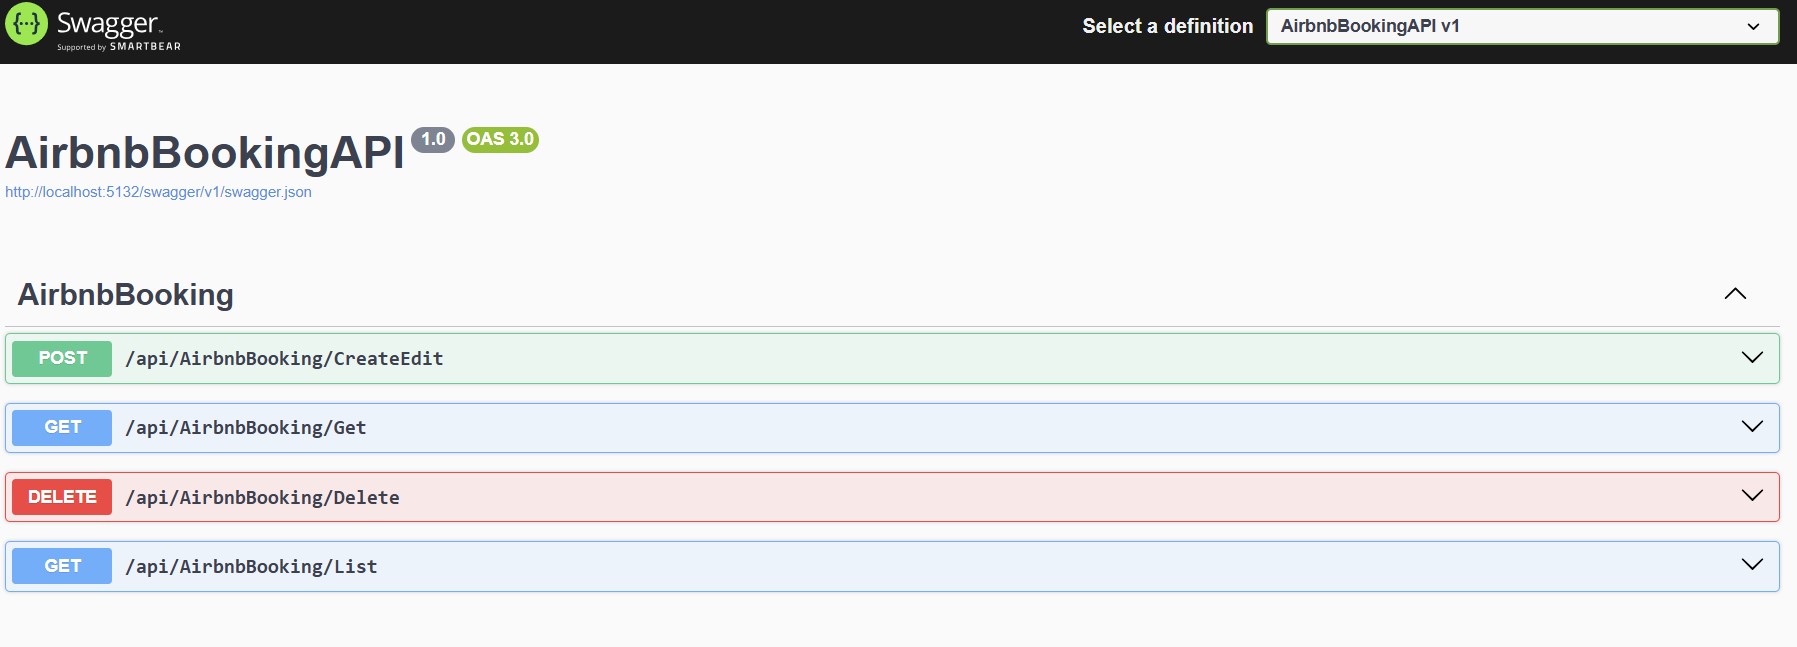 {···} Swagger™
Supported by SMARTBEAR
Select a definition AirbnbBookingAPI v1
AirbnbBookingAPI 1.0 OAS 3.0
http://localhost:5132/swagger/v1/swagger.json
AirbnbBooking
POST /api/AirbnbBooking/CreateEdit
GET /api/AirbnbBooking/Get
DELETE /api/AirbnbBooking/Delete
GET /api/AirbnbBooking/List